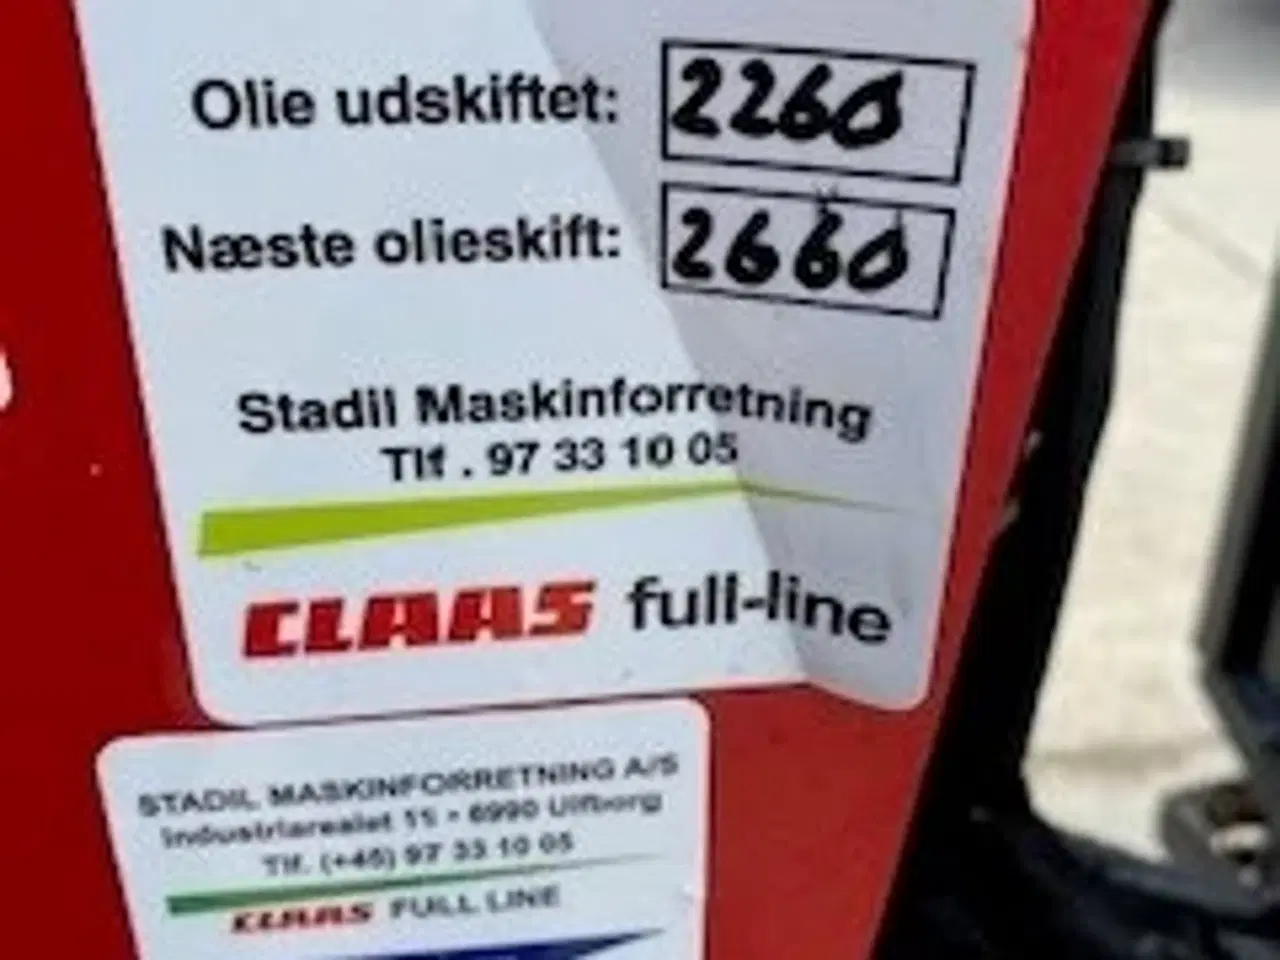 Olie udskiftet: 2260
Næste olieskift: 2660
Stadil Maskinforretning
Tlf . 97 33 10 05
CLAAS full-line
STADIL MASKINFORRETNING A/S
Industriarealet 11 • 6990 Ulfborg
Tlf. (+45) 97 33 10 05
CLAAS FULL LINE